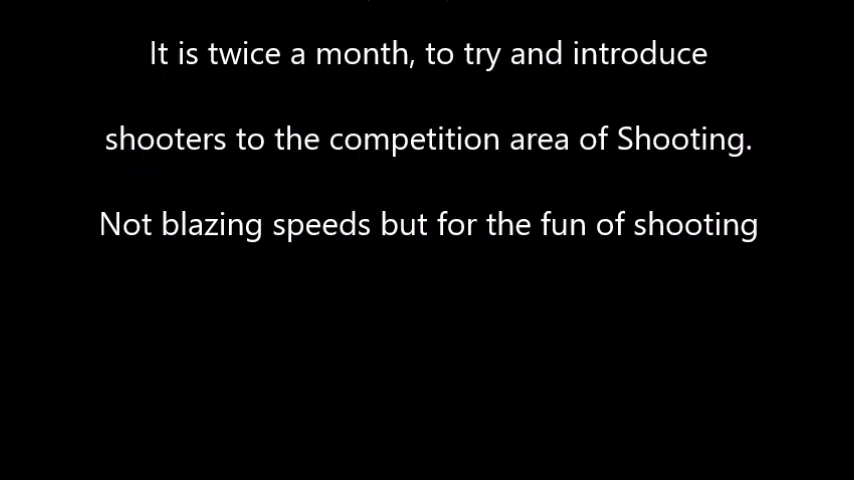 It is twice a month, to try and introduce
shooters to the competition area of Shooting.
Not blazing speeds but for the fun of shooting